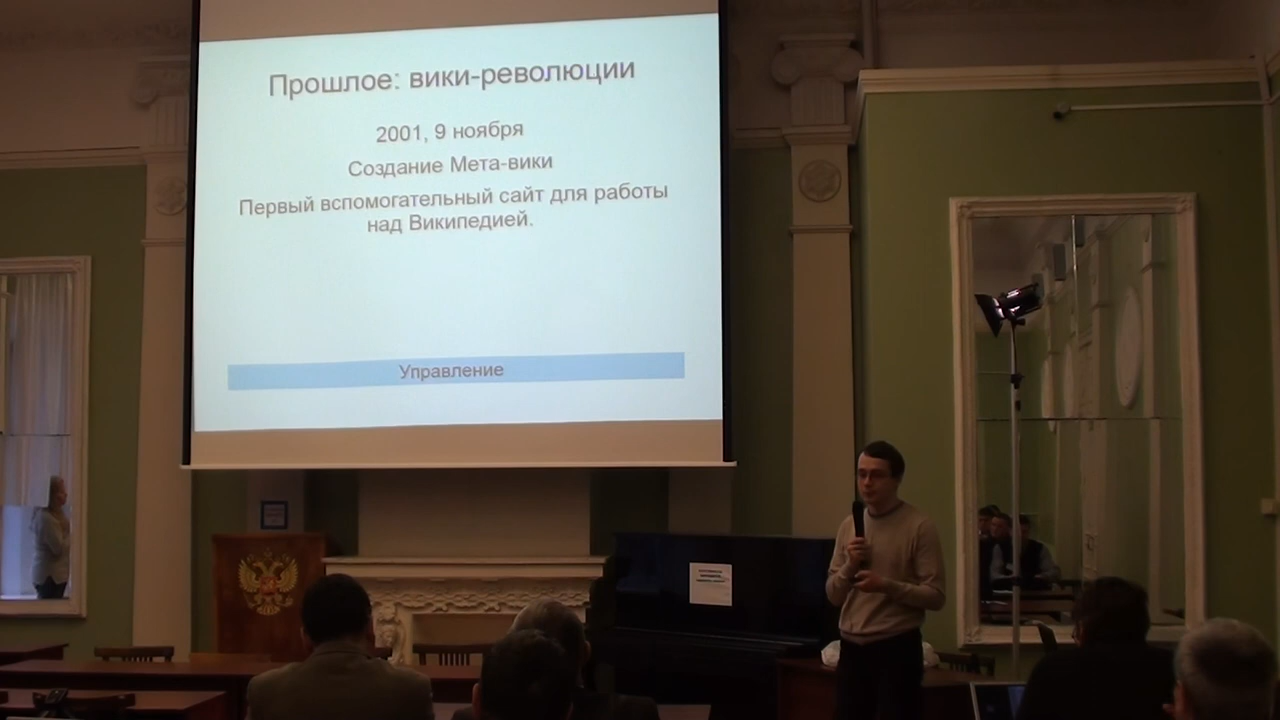 Прошлое: вики-революции
2001, 9 ноября
Создание Мета-вики
Первый вспомогательный сайт для работы
над Википедией.
Управление